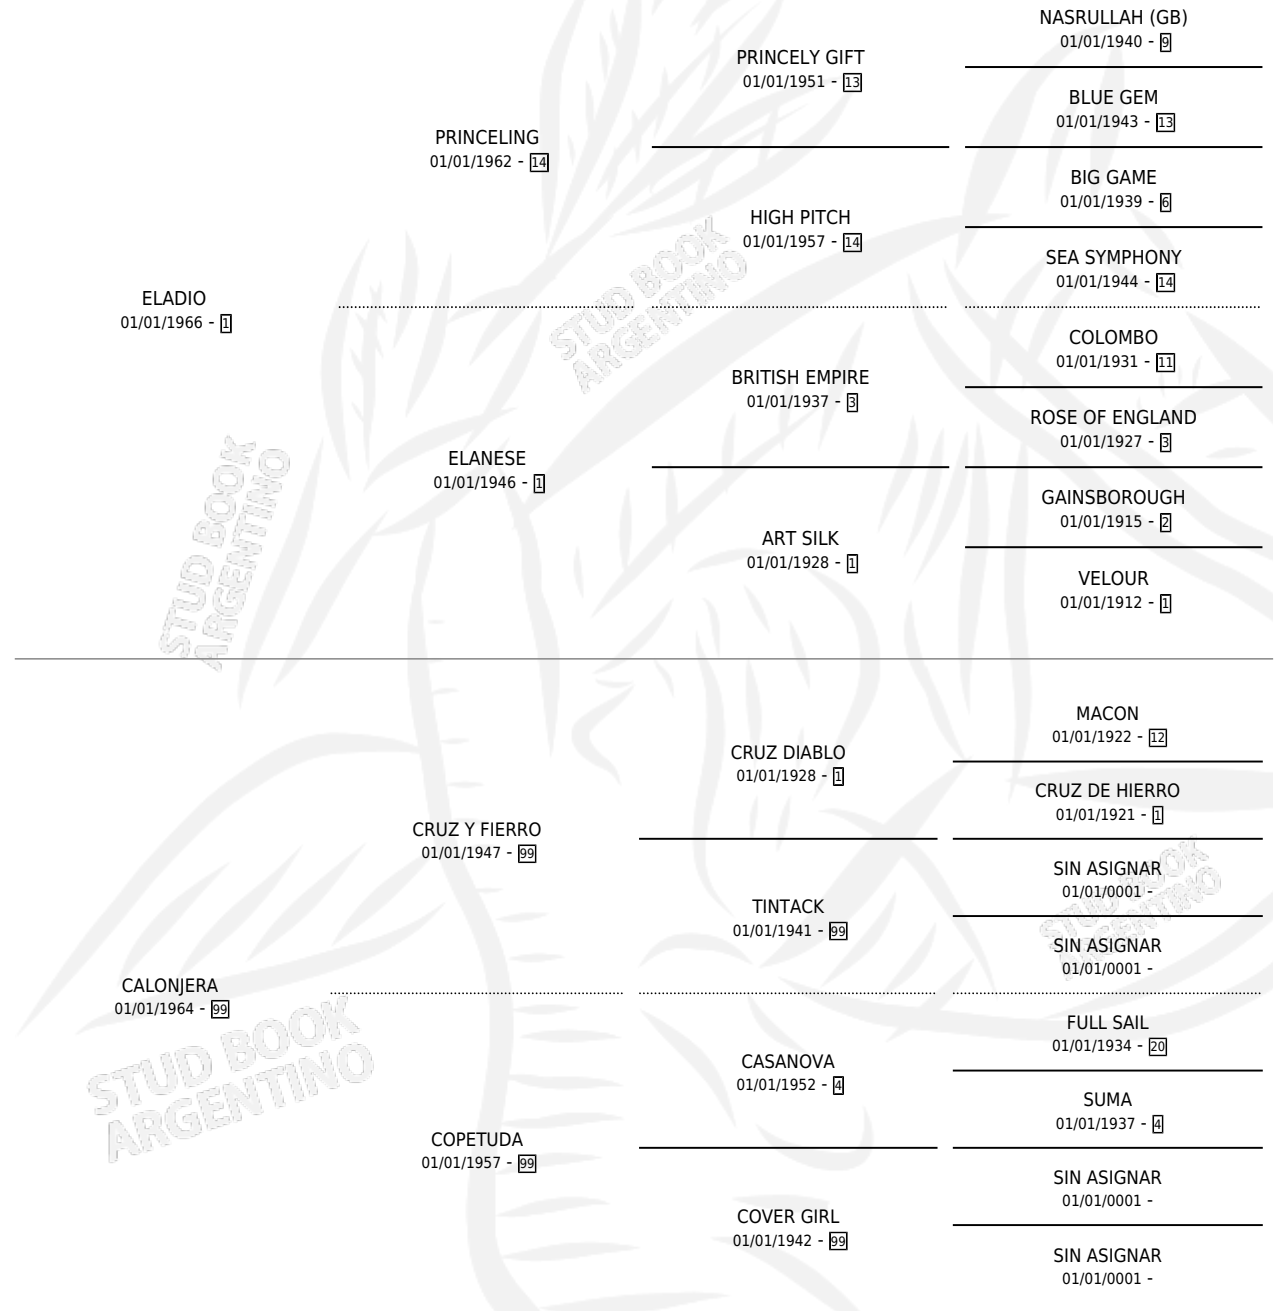 NASRULLAH (GB)
01/01/1940 - 9
PRINCELY GIFT
01/01/1951 - 13
BLUE GEM
01/01/1943 - 13
PRINCELING
01/01/1962 - 14
BIG GAME
01/01/1939 - 6
HIGH PITCH
01/01/1957 - 14
SEA SYMPHONY
01/01/1944 - 14
ELADIO
01/01/1966 - 1
COLOMBO
01/01/1931 - 11
BRITISH EMPIRE
01/01/1937 - 3
ROSE OF ENGLAND
01/01/1927 - 3
ELANESE
01/01/1946 - 1
GAINSBOROUGH
01/01/1915 - 2
ART SILK
01/01/1928 - 1
VELOUR
01/01/1912 - 1
MACON
01/01/1922 - 12
CRUZ DIABLO
01/01/1928 - 1
CRUZ DE HIERRO
01/01/1921 - 1
CRUZ Y FIERRO
01/01/1947 - 99
SIN ASIGNAR
01/01/0001 -
TINTACK
01/01/1941 - 99
SIN ASIGNAR
01/01/0001 -
CALONJERA
01/01/1964 - 99
FULL SAIL
01/01/1934 - 20
CASANOVA
01/01/1952 - 4
SUMA
01/01/1937 - 4
COPETUDA
01/01/1957 - 99
SIN ASIGNAR
01/01/0001 -
COVER GIRL
01/01/1942 - 99
SIN ASIGNAR
01/01/0001 -
STUD BOOK
ARGENTINO
STUD BOOK
ARGENTINO
STUD BOOK
ARGENTINO
STUD BOOK
ARGENTINO